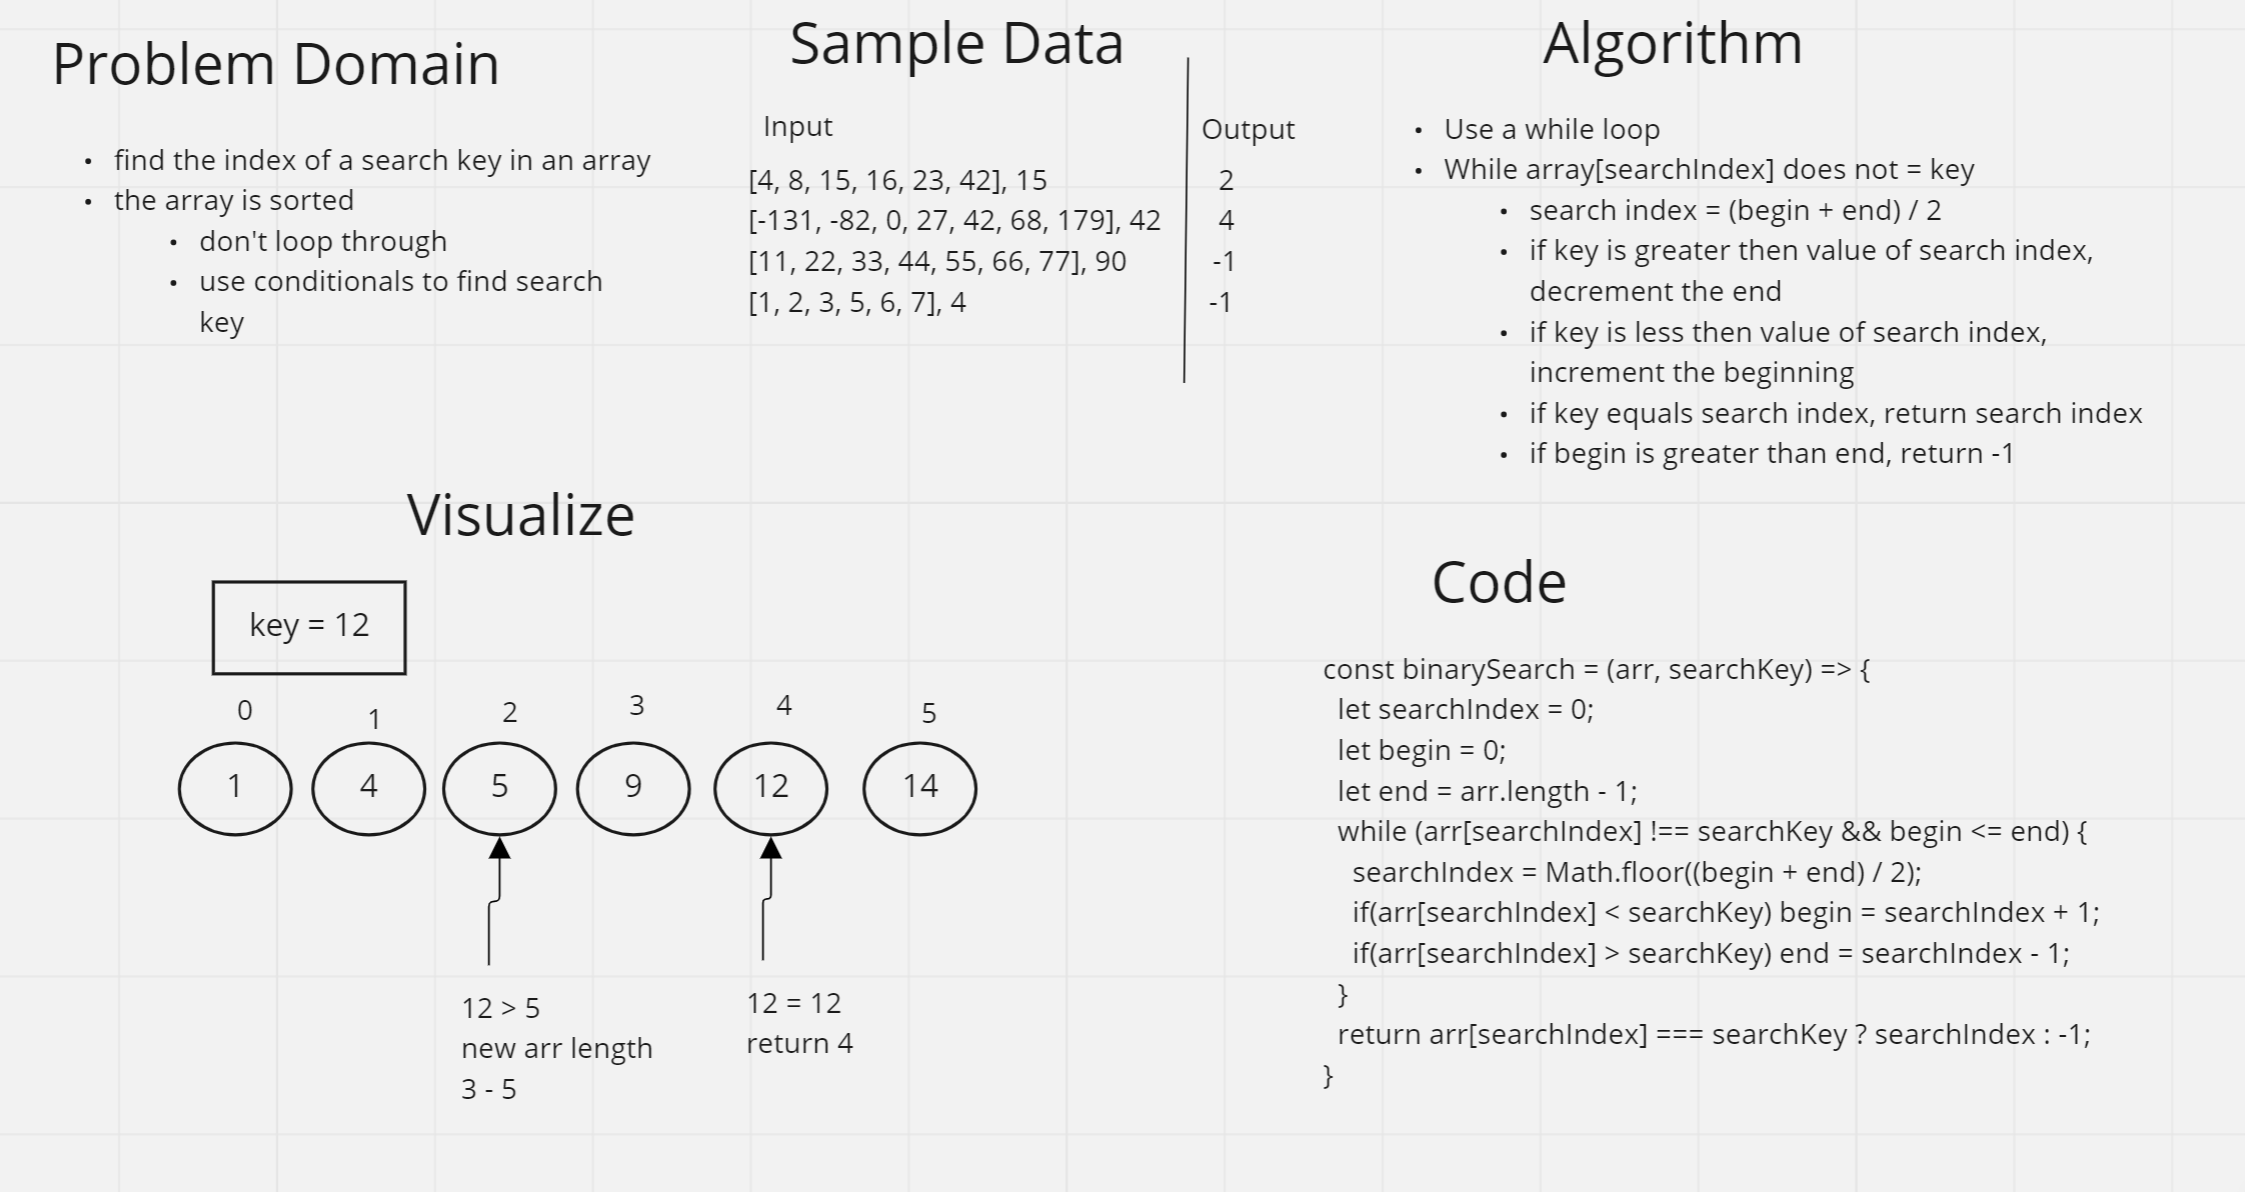 Problem Domain
• find the index of a search key in an array
• the array is sorted
• don't loop through
• use conditionals to find search
key
Sample Data
Input
[4, 8, 15, 16, 23, 42], 15
[-131, -82, 0, 27, 42, 68, 179], 42
[11, 22, 33, 44, 55, 66, 77], 90
[1, 2, 3, 5, 6, 7], 4
Output
2
4
-1
-1
Algorithm
• Use a while loop
• While array[searchIndex] does not = key
• search index = (begin + end) / 2
• if key is greater then value of search index,
decrement the end
• if key is less then value of search index,
increment the beginning
• if key equals search index, return search index
• if begin is greater than end, return -1
Visualize
key = 12
0 1 2 3 4 5
1 4 5 9 12 14
12 > 5
new arr length
3 - 5
12 = 12
return 4
Code
const binarySearch = (arr, searchKey) => {
let searchIndex = 0;
let begin = 0;
let end = arr.length - 1;
while (arr[searchIndex] !== searchKey && begin <= end) {
searchIndex = Math.floor((begin + end) / 2);
if(arr[searchIndex] < searchKey) begin = searchIndex + 1;
if(arr[searchIndex] > searchKey) end = searchIndex - 1;
}
return arr[searchIndex] === searchKey ? searchIndex : -1;
}